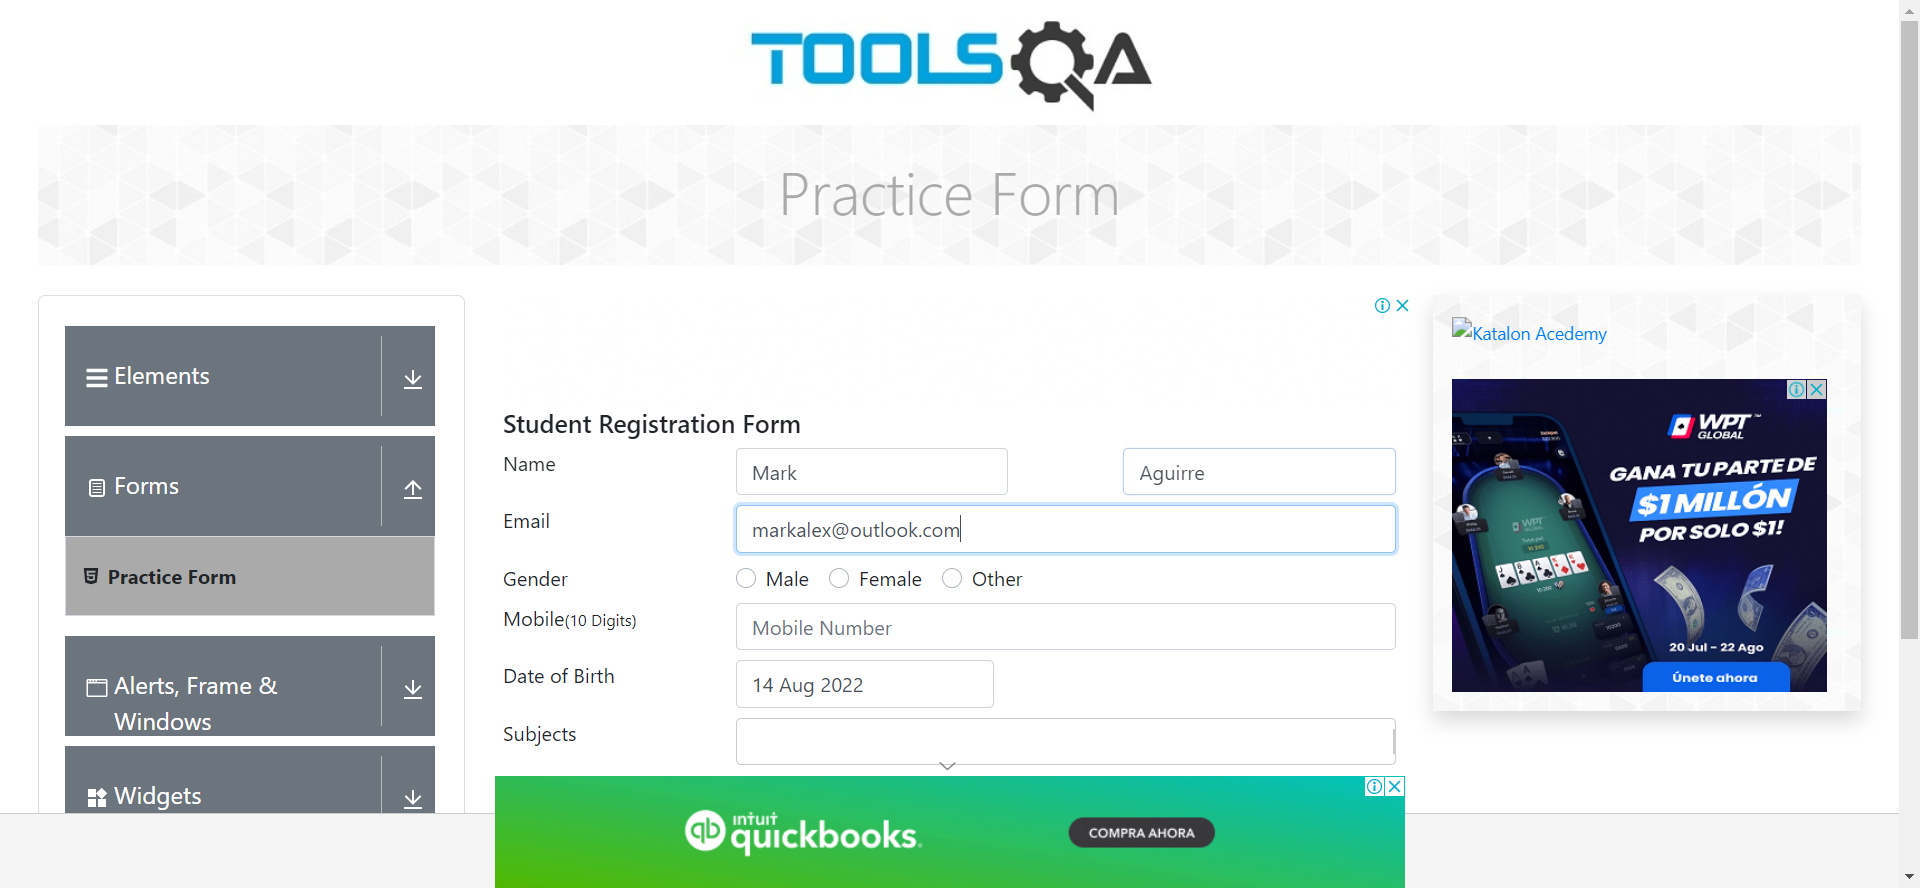 TOOLSQA
Practice Form
Elements
Forms
Practice Form
Alerts, Frame &
Windows
Widgets
Student Registration Form
Name
Mark
Aguirre
Email
markalex@outlook.com
Gender
Male
Female
Other
Mobile(10 Digits)
Mobile Number
Date of Birth
14 Aug 2022
Subjects
Katalon Acedemy
WPT™
GLOBAL
GANA TU PARTE DE
$1 MILLÓN
POR SOLO $1!
20 Jul – 22 Ago
Únete ahora
qb
intuit
quickbooks.
COMPRA AHORA